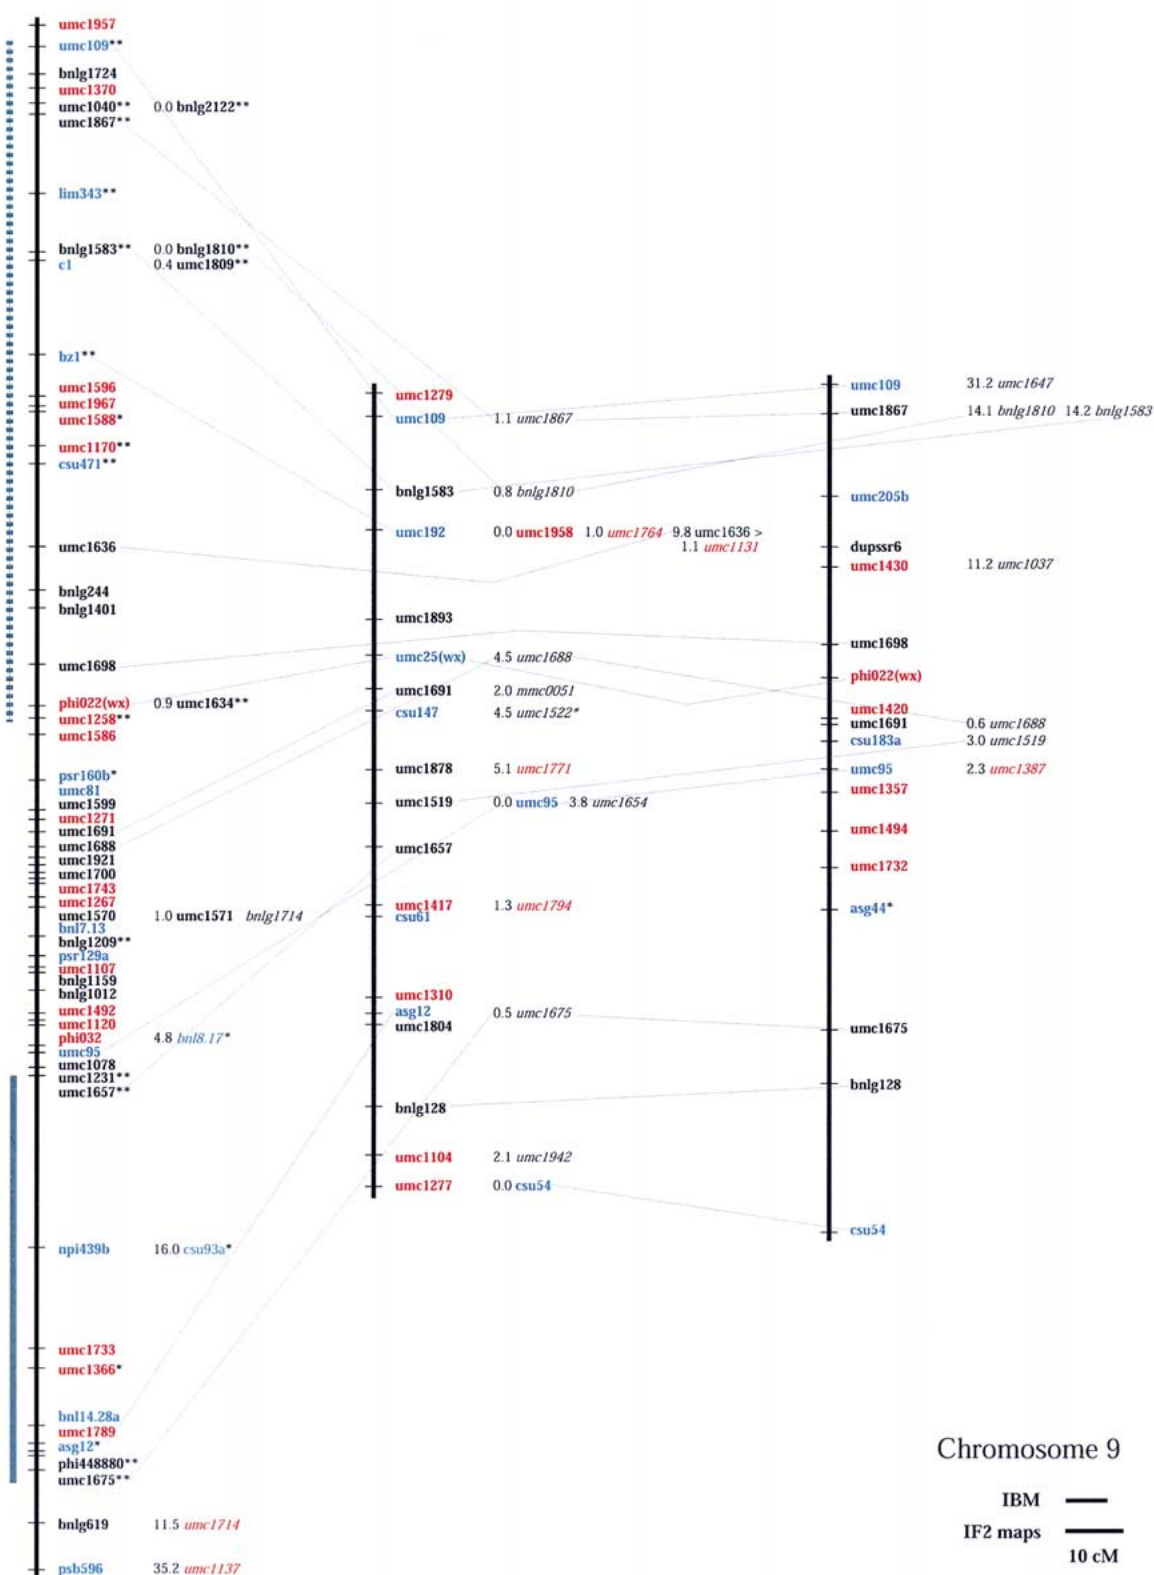 umc1957
umc109**
bnlg1724
umc1370
umc1040** 0.0 bnlg2122**
umc1867**
lim343**
bnlg1583** 0.0 bnlg1810**
c1 0.4 umc1809**
bz1**
umc1596
umc1967
umc1588*
umc1170**
csu471**
umc1636
bnlg244
bnlg1401
umc1698
phi022(wx) 0.9 umc1634**
umc1258**
umc1586
psr160b*
umc81
umc1599
umc1271
umc1691
umc1688
umc1921
umc1700
umc1743
umc1267
umc1570 1.0 umc1571 bnlg1714
bnl7.13
bnlg1209**
psr129a
umc1107
bnlg1159
bnlg1012
umc1492
umc1120
phi032 4.8 bnl8.17*
umc95
umc1078
umc1231**
umc1657**
npi439b 16.0 csu93a*
umc1733
umc1366*
bnl14.28a
umc1789
asg12*
phi448880**
umc1675**
bnlg619 11.5 umc1714
psb596 35.2 umc1137
umc1279
umc109 1.1 umc1867
bnlg1583 0.8 bnlg1810
umc192 0.0 umc1958 1.0 umc1764 9.8 umc1636 >
1.1 umc1131
umc1893
umc25(wx) 4.5 umc1688
umc1691 2.0 mmc0051
csu147 4.5 umc1522*
umc1878 5.1 umc1771
umc1519 0.0 umc95 3.8 umc1654
umc1657
umc1417 1.3 umc1794
csu61
umc1310
asg12 0.5 umc1675
umc1804
bnlg128
umc1104 2.1 umc1942
umc1277 0.0 csu54
umc109 31.2 umc1647
umc1867 14.1 bnlg1810 14.2 bnlg1583
umc205b
dupssr6
umc1430 11.2 umc1037
umc1698
phi022(wx)
umc1420
umc1691 0.6 umc1688
csu183a 3.0 umc1519
umc95 2.3 umc1387
umc1357
umc1494
umc1732
asg44*
umc1675
bnlg128
csu54
Chromosome 9
IBM
IF2 maps
10 cM